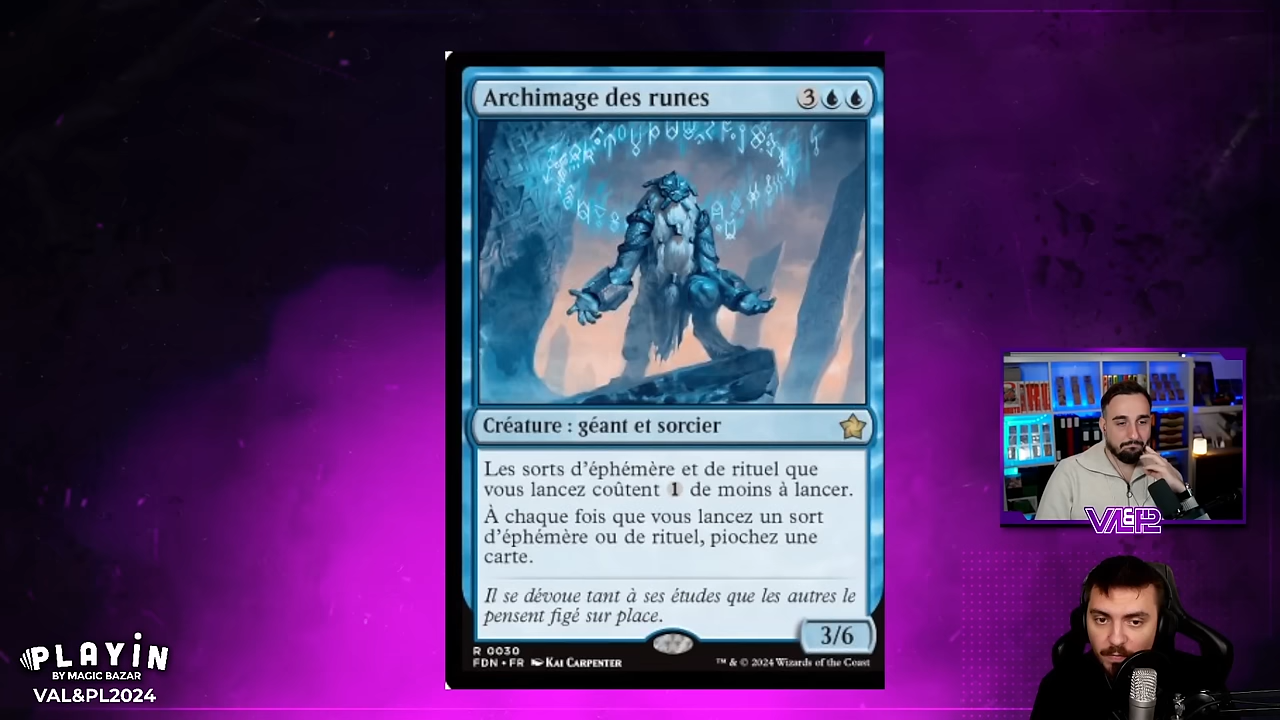 Archimage des runes 3
Créature : géant et sorcier
Les sorts d'éphémère et de rituel que
vous lancez coûtent 1 de moins à lancer.
À chaque fois que vous lancez un sort
d'éphémère ou de rituel, piochez une
carte.
Il se dévoue tant à ses études que les autres le
pensent figé sur place.
3/6
R 0030
FDN • FR Kai Carpenter
™ & © 2024 Wizards of the Coast
VAL&PL
PLAYIN
BY MAGIC BAZAR
VAL&PL2024